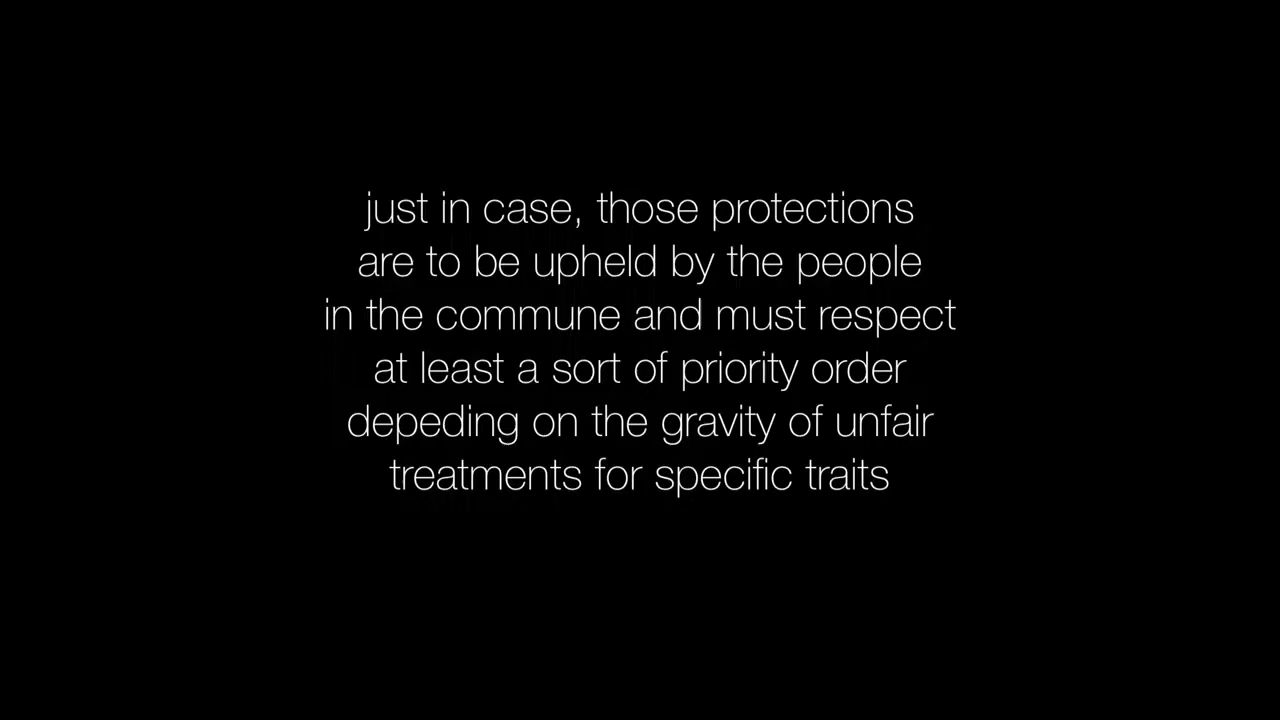 just in case, those protections
are to be upheld by the people
in the commune and must respect
at least a sort of priority order
depeding on the gravity of unfair
treatments for specific traits